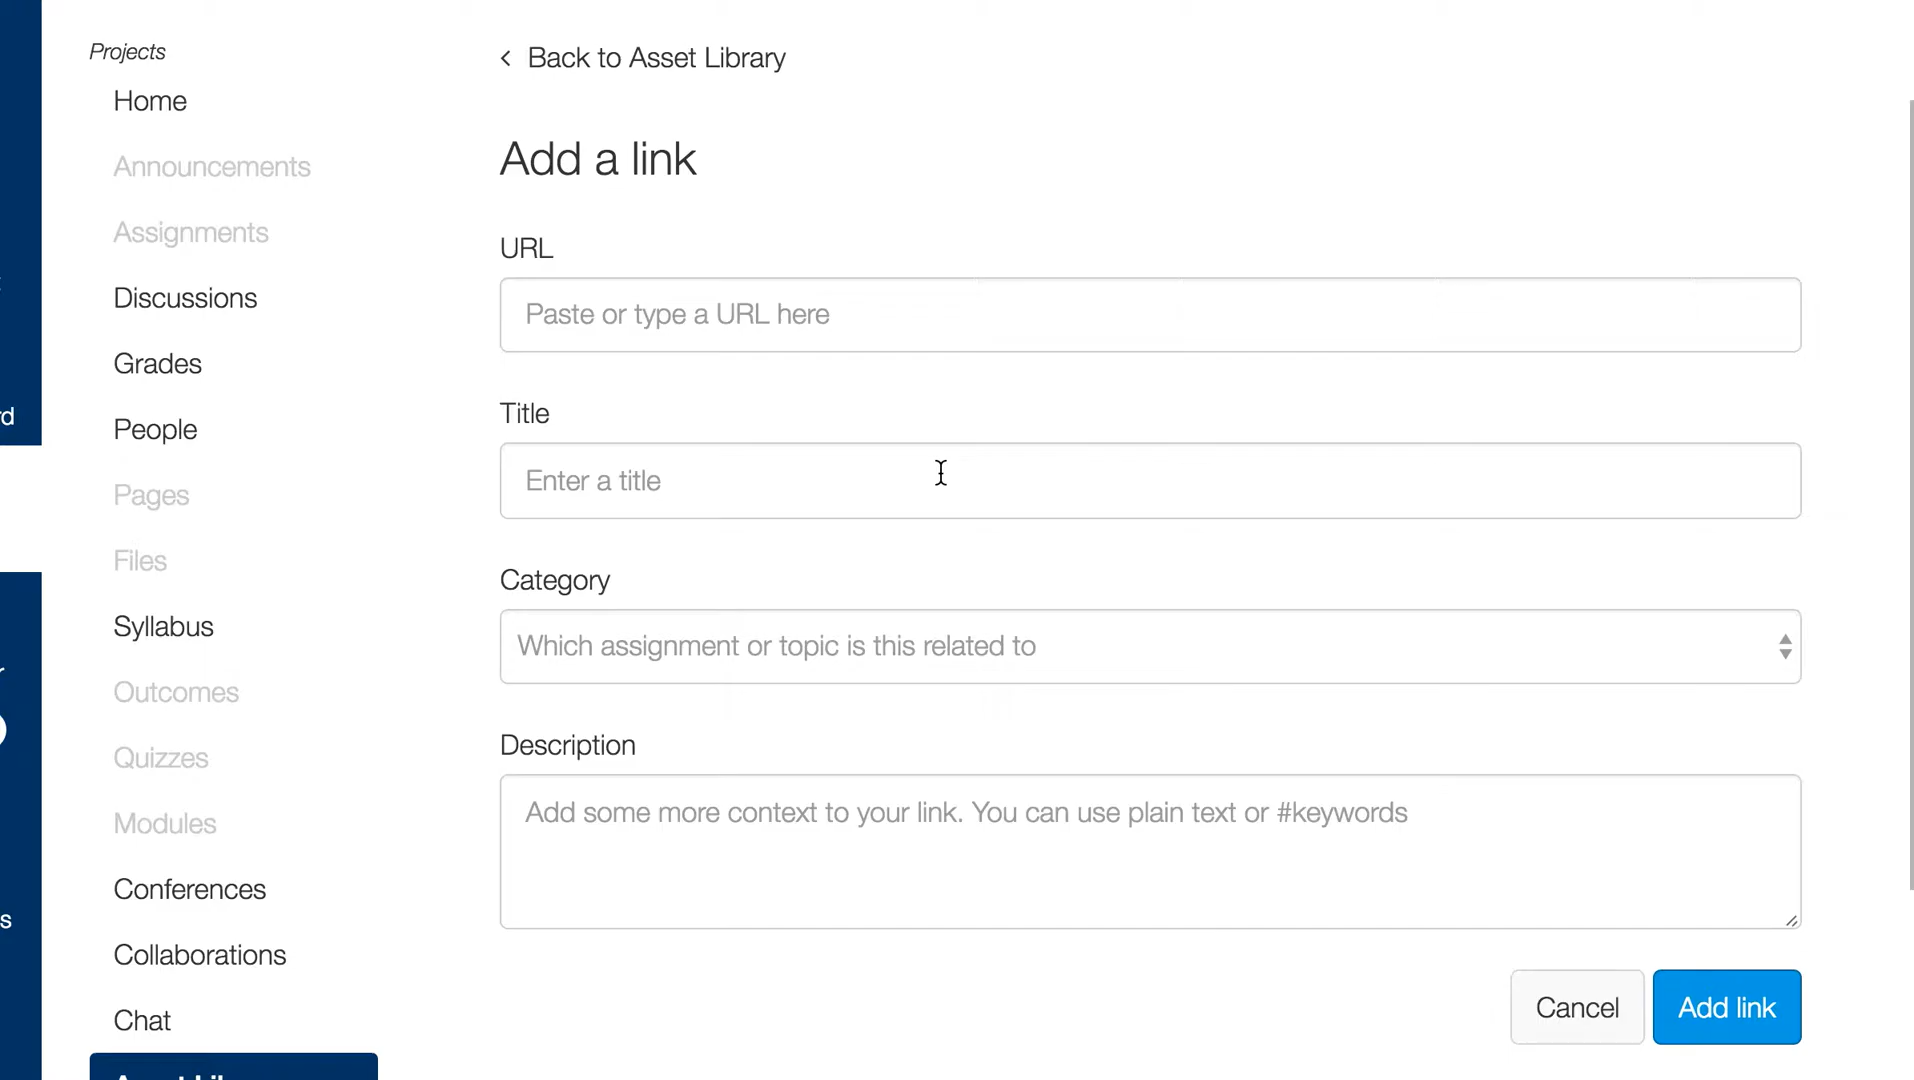 Projects
Home
Announcements
Assignments
Discussions
Grades
People
Pages
Files
Syllabus
Outcomes
Quizzes
Modules
Conferences
Collaborations
Chat
Back to Asset Library
Add a link
URL
Paste or type a URL here
Title
Enter a title
Category
Which assignment or topic is this related to
Description
Add some more context to your link. You can use plain text or #keywords
Cancel
Add link